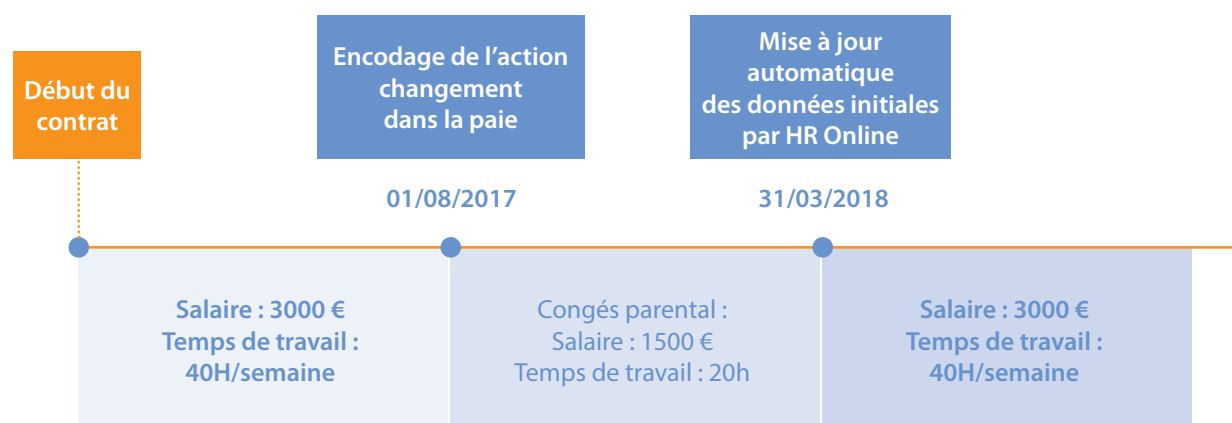 Début du
contrat
Encodage de l’action
changement
dans la paie
Mise à jour
automatique
des données initiales
par HR Online
01/08/2017
31/03/2018
Salaire : 3000 €
Temps de travail :
40H/semaine
Congés parental :
Salaire : 1500 €
Temps de travail : 20h
Salaire : 3000 €
Temps de travail :
40H/semaine